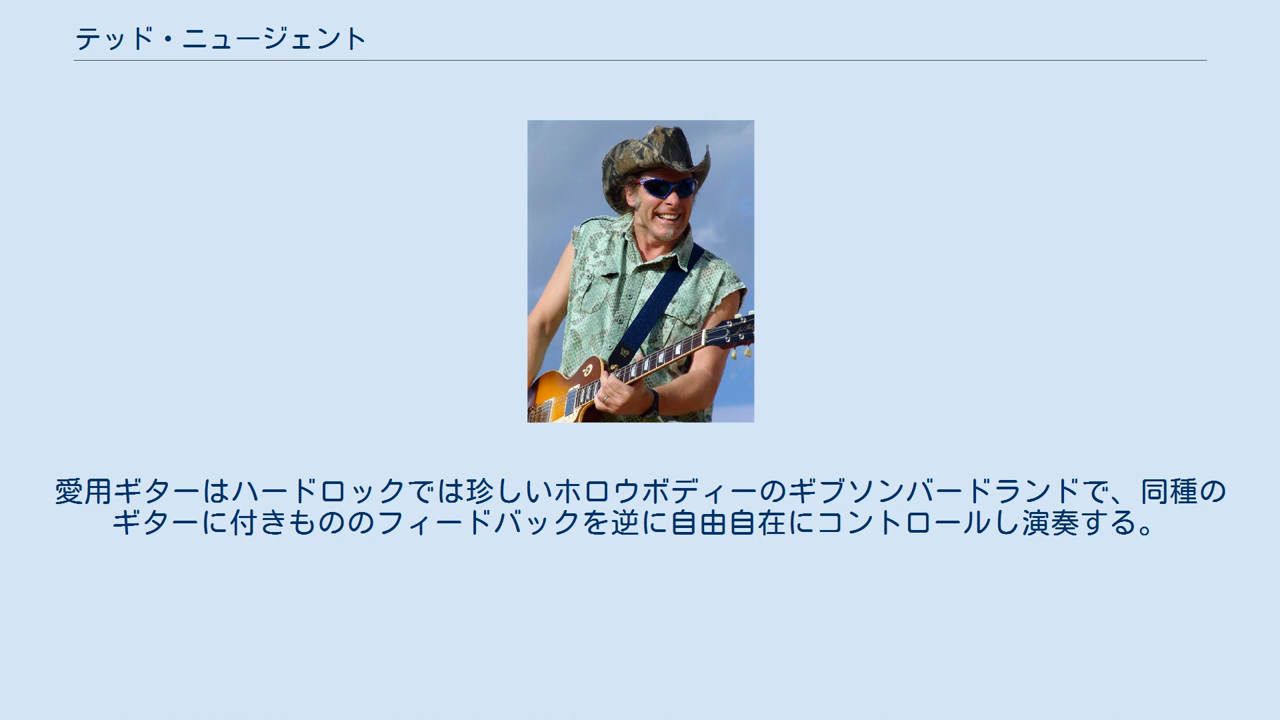 テッド・ニュージェント
愛用ギターはハードロックでは珍しいホロウボディーのギブソンバードランドで、同種の
ギターに付きもののフィードバックを逆に自由自在にコントロールし演奏する。